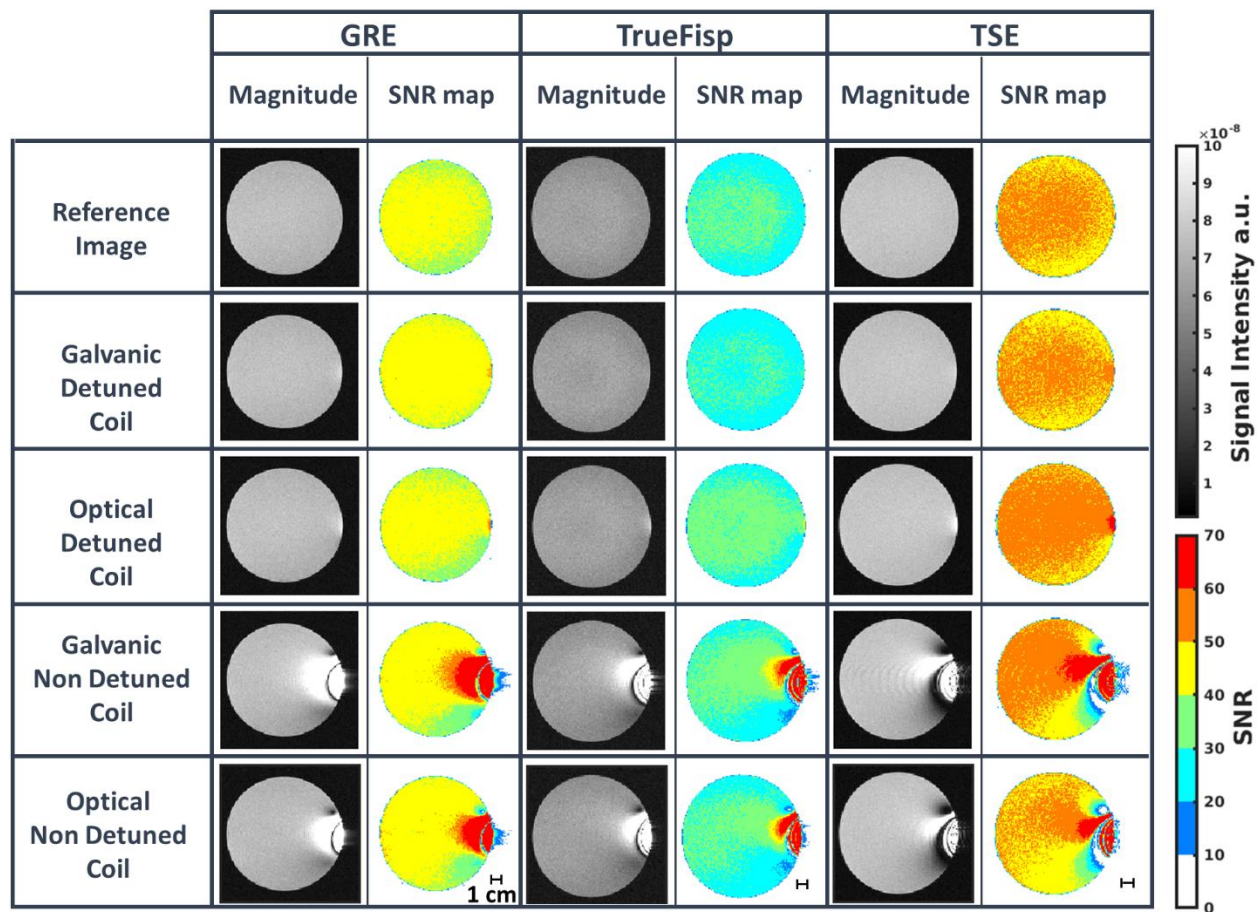 GRE
TrueFisp
TSE
Magnitude
SNR map
Magnitude
SNR map
Magnitude
SNR map
Reference
Image
Galvanic
Detuned
Coil
Optical
Detuned
Coil
Galvanic
Non Detuned
Coil
Optical
Non Detuned
Coil
1 cm
×10⁻⁸
10
9
8
7
6
5
4
3
2
1
Signal Intensity a.u.
70
60
50
40
30
20
10
0
SNR